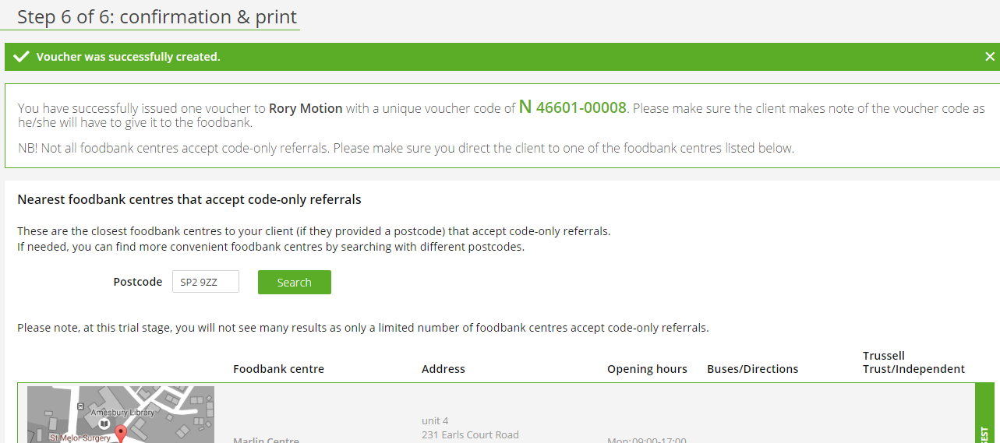 Step 6 of 6: confirmation & print
Voucher was successfully created.
You have successfully issued one voucher to Rory Motion with a unique voucher code of N 46601-00008. Please make sure the client makes note of the voucher code as
he/she will have to give it to the foodbank.
NB! Not all foodbank centres accept code-only referrals. Please make sure you direct the client to one of the foodbank centres listed below.
Nearest foodbank centres that accept code-only referrals
These are the closest foodbank centres to your client (if they provided a postcode) that accept code-only referrals.
If needed, you can find more convenient foodbank centres by searching with different postcodes.
Postcode SP2 9ZZ Search
Please note, at this trial stage, you will not see many results as only a limited number of foodbank centres accept code-only referrals.
Trussell
Foodbank centre Address Opening hours Buses/Directions Trust/Independent
Amesbury Library
unit 4
231 Earls Court Road
St Melor Surgery
Marlin Centre Mon: 09:00-17:00